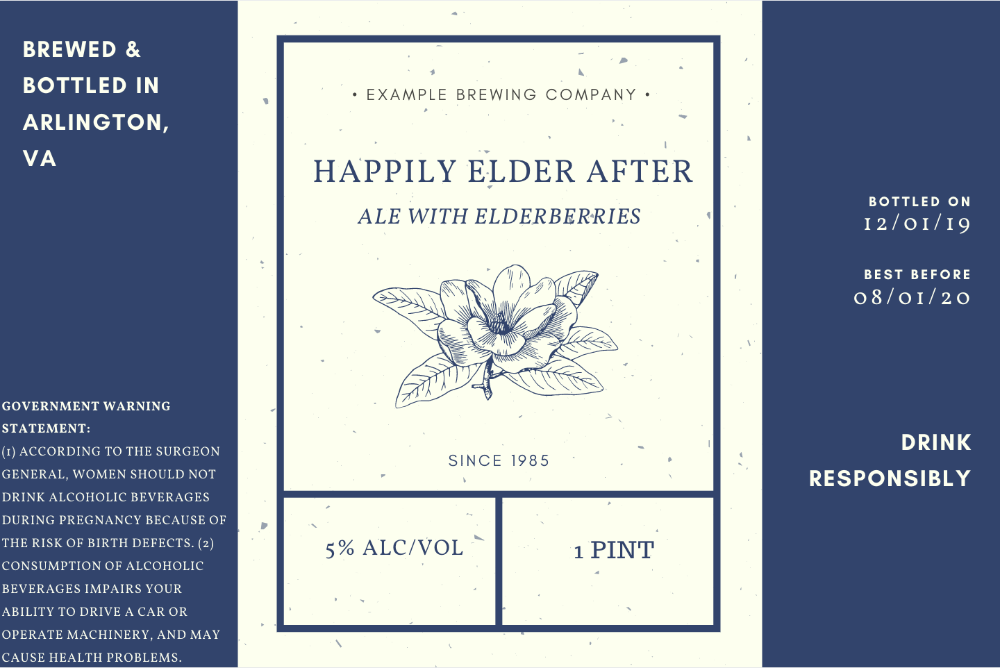 BREWED &
BOTTLED IN
ARLINGTON,
VA
GOVERNMENT WARNING
STATEMENT:
(1) ACCORDING TO THE SURGEON
GENERAL, WOMEN SHOULD NOT
DRINK ALCOHOLIC BEVERAGES
DURING PREGNANCY BECAUSE OF
THE RISK OF BIRTH DEFECTS. (2)
CONSUMPTION OF ALCOHOLIC
BEVERAGES IMPAIRS YOUR
ABILITY TO DRIVE A CAR OR
OPERATE MACHINERY, AND MAY
CAUSE HEALTH PROBLEMS.
• EXAMPLE BREWING COMPANY •
HAPPILY ELDER AFTER
ALE WITH ELDERBERRIES
SINCE 1985
5% ALC/VOL
1 PINT
BOTTLED ON
12/01/19
BEST BEFORE
08/01/20
DRINK
RESPONSIBLY